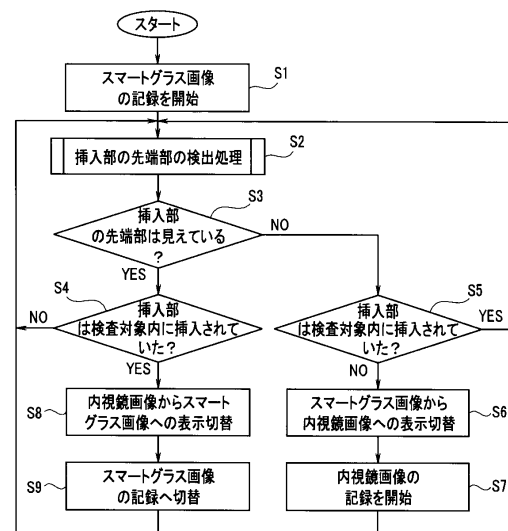 スタート
S1
スマートグラス画像
の記録を開始
S2
挿入部の先端部の検出処理
S3
挿入部
の先端部は見えている
?
NO
YES
S4
挿入部
は検査対象内に挿入されて
いた?
NO
YES
S5
挿入部
は検査対象内に挿入されて
いた?
YES
NO
S8
内視鏡画像からスマート
グラス画像への表示切替
S6
スマートグラス画像から
内視鏡画像への表示切替
S9
スマートグラス画像
の記録へ切替
S7
内視鏡画像の
記録を開始